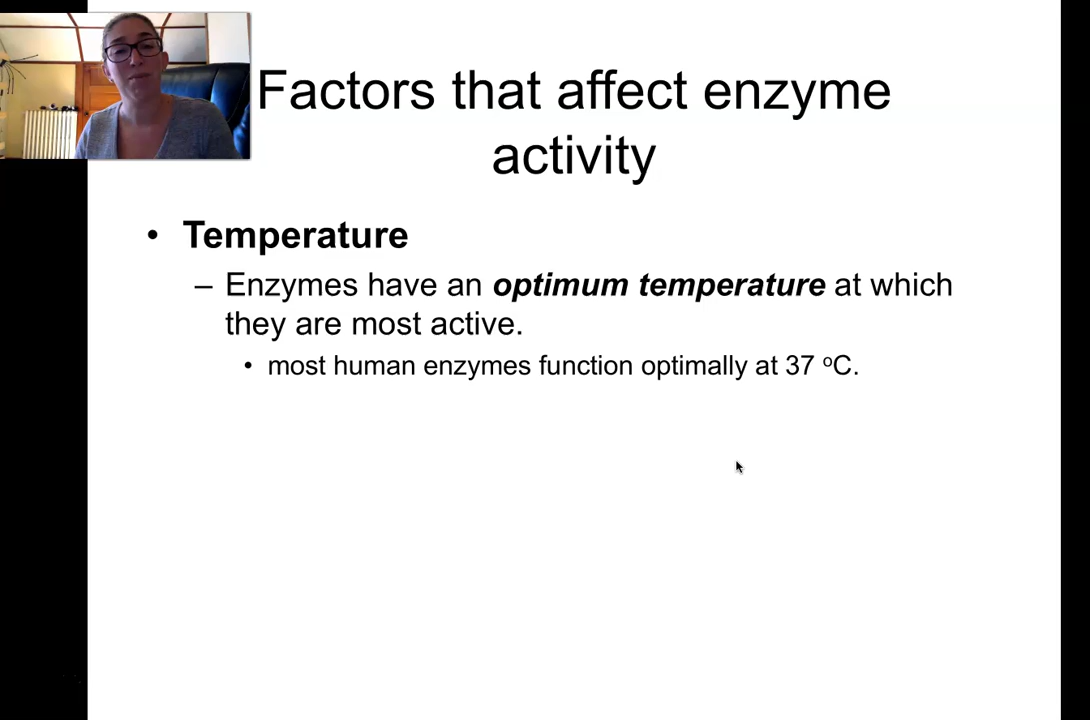 Factors that affect enzyme
activity
• Temperature
– Enzymes have an optimum temperature at which
they are most active.
• most human enzymes function optimally at 37 ºC.